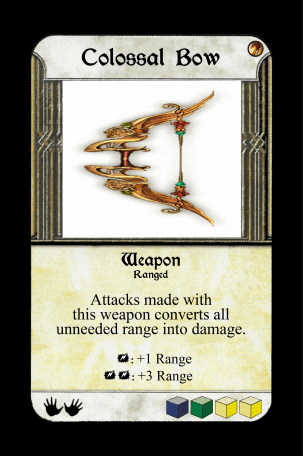 Colossal Bow
Weapon
Ranged
Attacks made with
this weapon converts all
unneeded range into damage.
: +1 Range
: +3 Range